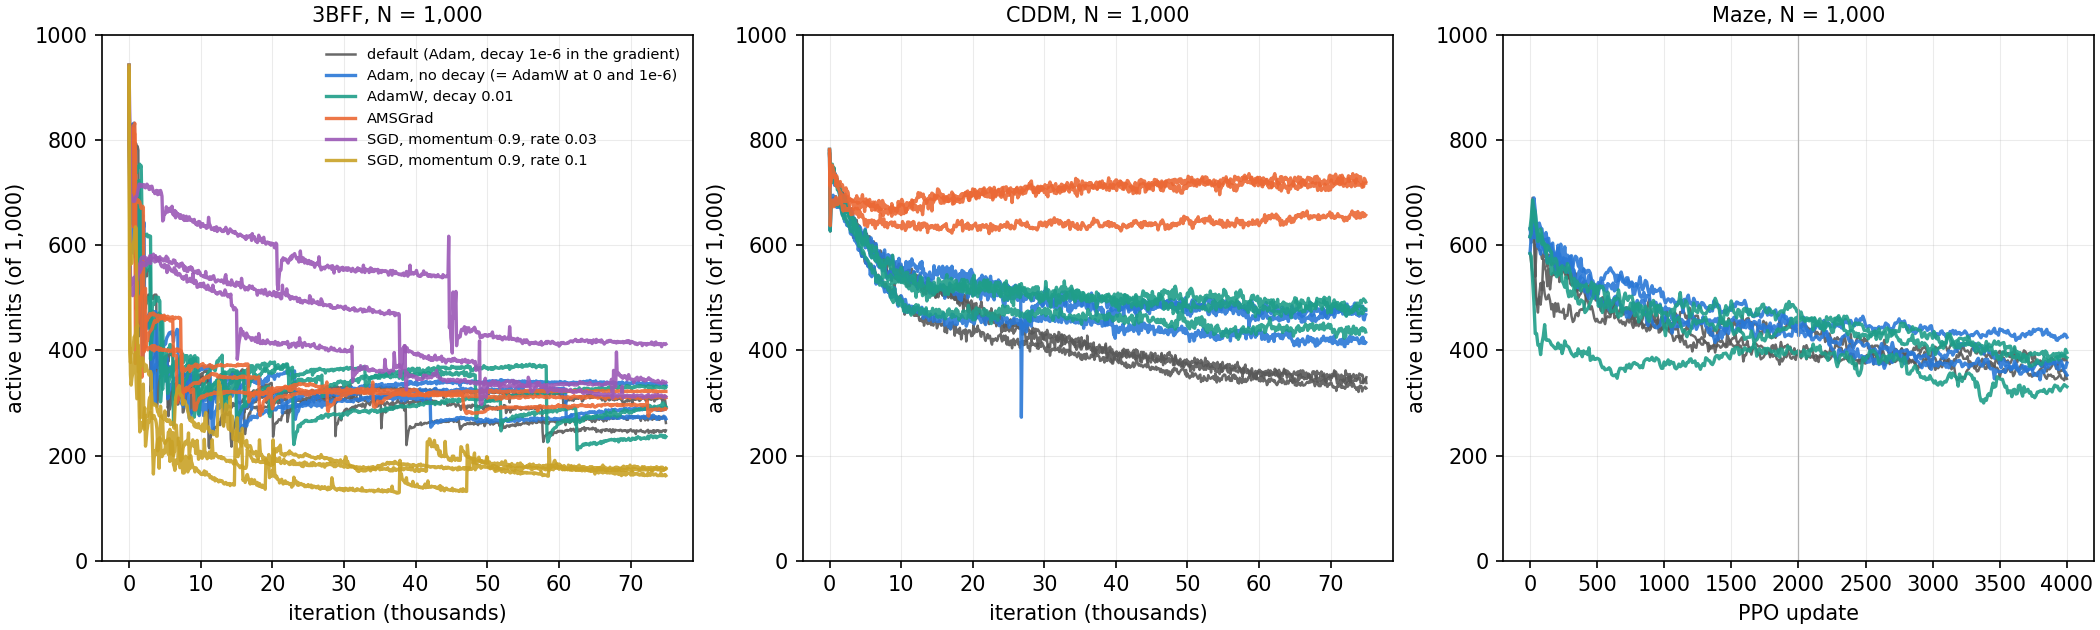 3BFF, N = 1,000
active units (of 1,000)
1000
800
600
400
200
0
default (Adam, decay 1e-6 in the gradient)
Adam, no decay (= AdamW at 0 and 1e-6)
AdamW, decay 0.01
AMSGrad
SGD, momentum 0.9, rate 0.03
SGD, momentum 0.9, rate 0.1
0 10 20 30 40 50 60 70
iteration (thousands)
CDDM, N = 1,000
active units (of 1,000)
1000
800
600
400
200
0
0 10 20 30 40 50 60 70
iteration (thousands)
Maze, N = 1,000
active units (of 1,000)
1000
800
600
400
200
0
0 500 1000 1500 2000 2500 3000 3500 4000
PPO update